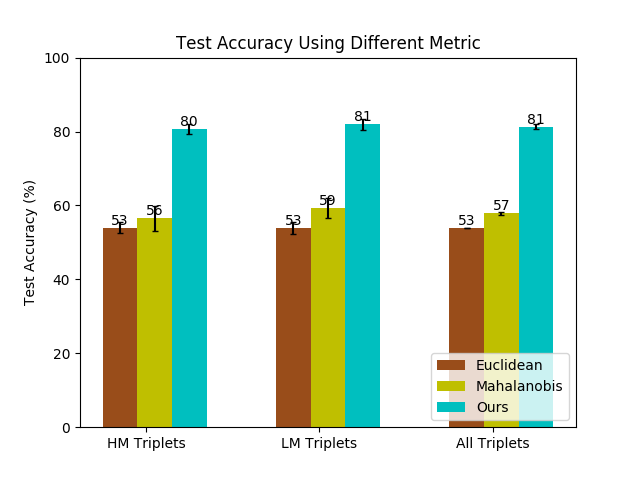 Test Accuracy Using Different Metric
Test Accuracy (%)
100
80
60
40
20
0
53
56
80
53
59
81
53
57
81
HM Triplets
LM Triplets
All Triplets
Euclidean
Mahalanobis
Ours